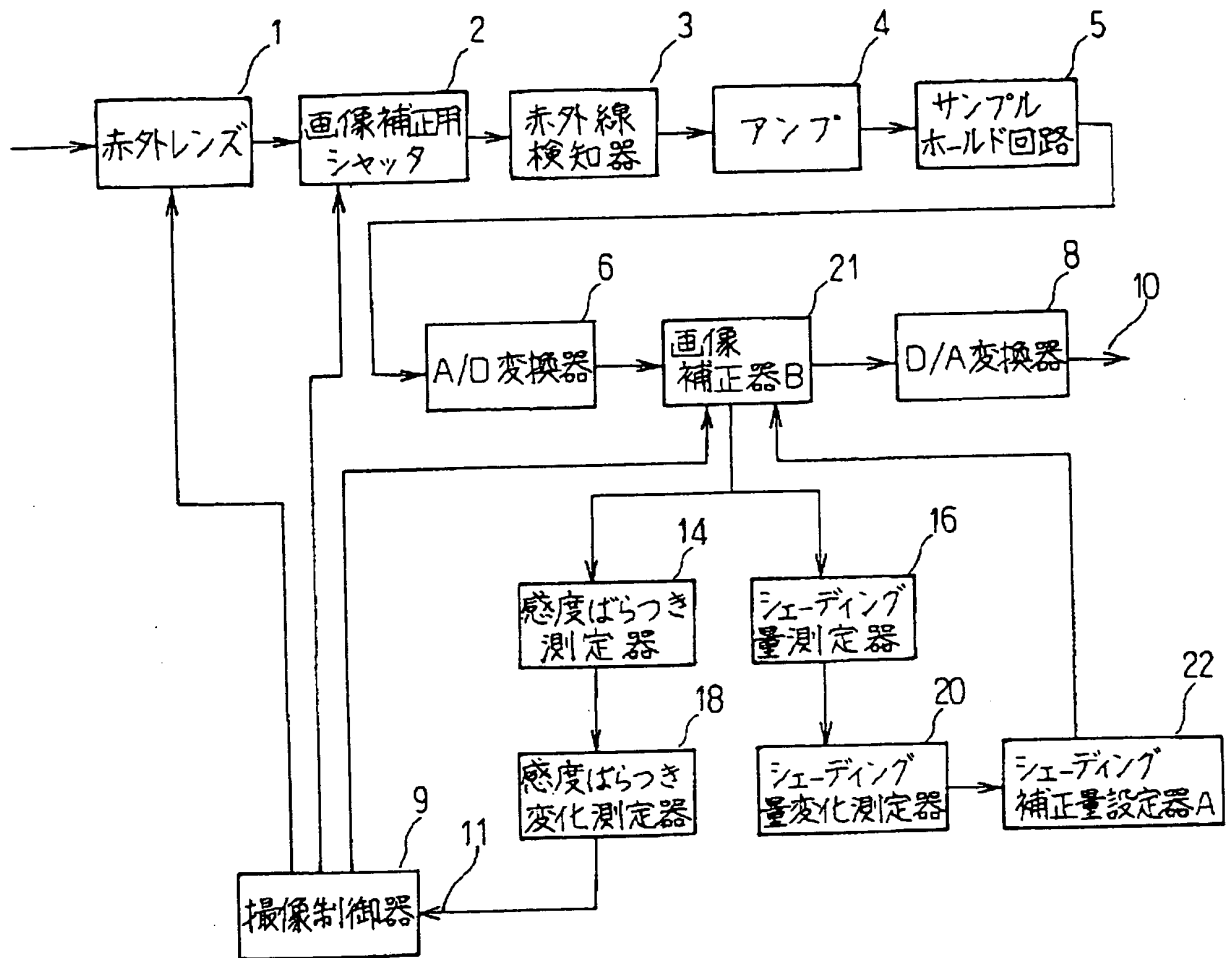 1
2
3
4
5
赤外レンズ
画像補正用
シャッタ
赤外線
検知器
アンプ
サンプル
ホールド回路
6
21
8
10
A/D変換器
画像
補正器B
D/A変換器
14
16
感度ばらつき
測定器
シェーディング
量測定器
18
20
22
感度ばらつき
変化測定器
シェーディング
量変化測定器
シェーディング
補正量設定器A
9
11
撮像制御器